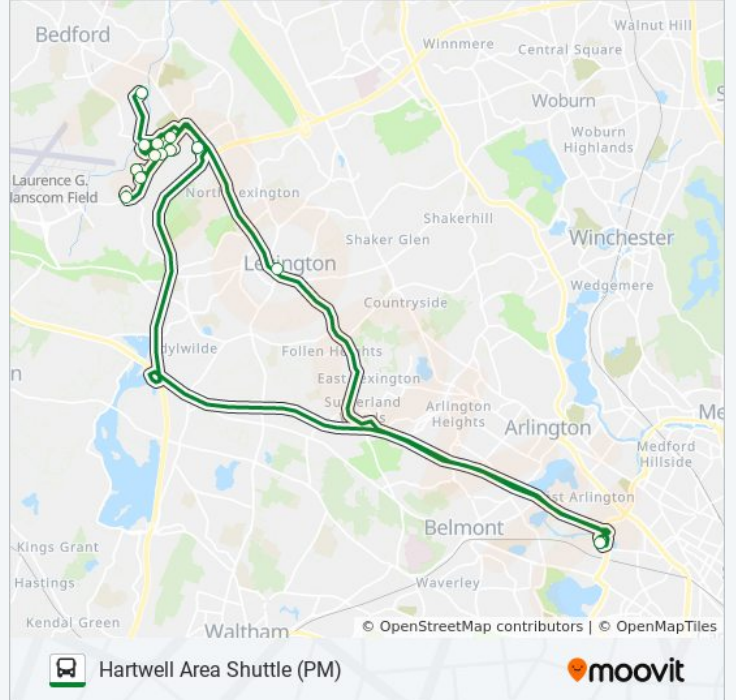 Walnut Hill
Bedford
Winnmere
Central Square
Woburn
Woburn
Highlands
Laurence G.
Hanscom Field
North Lexington
Shakerhill
Shaker Glen
Winchester
Lexington
Wedgemere
Countryside
Idylwilde
Follen Heights
East Lexington
Sutherland
Arlington
Heights
Arlington
Me
Medford
Hillside
East Arlington
Belmont
Kings Grant
Hastings
Waverley
Kendal Green
Waltham
© OpenStreetMap contributors | © OpenMapTiles
Hartwell Area Shuttle (PM)
moovit